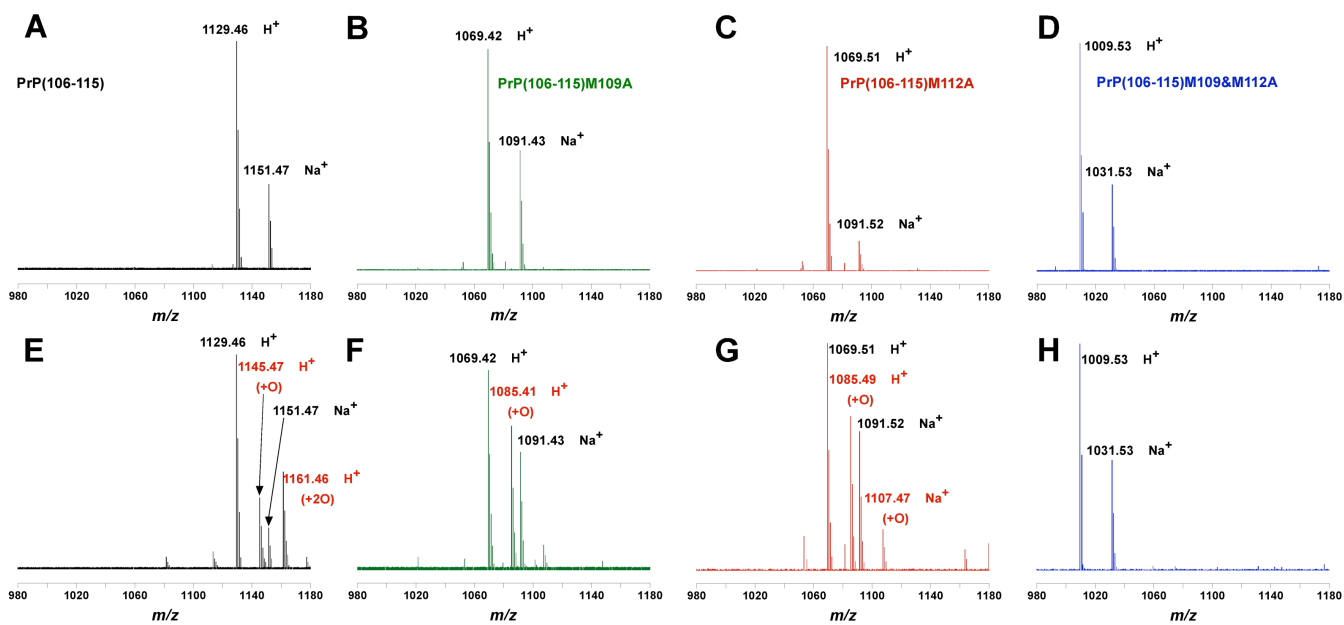 A
1129.46 H+
PrP(106-115)
1151.47 Na+
980 1020 1060 1100 1140 1180
m/z
B
1069.42 H+
PrP(106-115)M109A
1091.43 Na+
980 1020 1060 1100 1140 1180
m/z
C
1069.51 H+
PrP(106-115)M112A
1091.52 Na+
980 1020 1060 1100 1140 1180
m/z
D
1009.53 H+
PrP(106-115)M109&M112A
1031.53 Na+
980 1020 1060 1100 1140 1180
m/z
E
1129.46 H+
1145.47 H+
(+O)
1151.47 Na+
1161.46 H+
(+2O)
980 1020 1060 1100 1140 1180
m/z
F
1069.42 H+
1085.41 H+
(+O)
1091.43 Na+
980 1020 1060 1100 1140 1180
m/z
G
1069.51 H+
1085.49 H+
(+O)
1091.52 Na+
1107.47 Na+
(+O)
980 1020 1060 1100 1140 1180
m/z
H
1009.53 H+
1031.53 Na+
980 1020 1060 1100 1140 1180
m/z